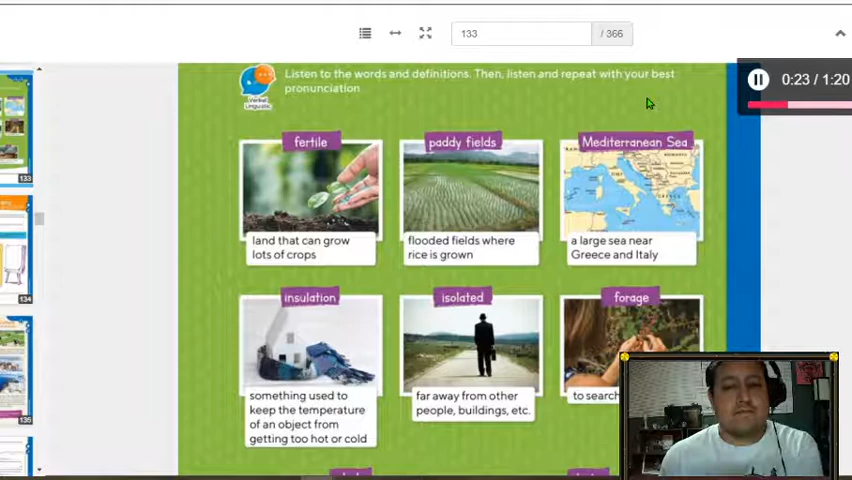 133 / 366
0:23 / 1:20
Listen to the words and definitions. Then, listen and repeat with your best
pronunciation
Verbal
Linguistic
fertile
paddy fields
Mediterranean Sea
land that can grow
lots of crops
flooded fields where
rice is grown
a large sea near
Greece and Italy
insulation
isolated
forage
something used to
keep the temperature
of an object from
getting too hot or cold
far away from other
people, buildings, etc.
to search
133
134
135